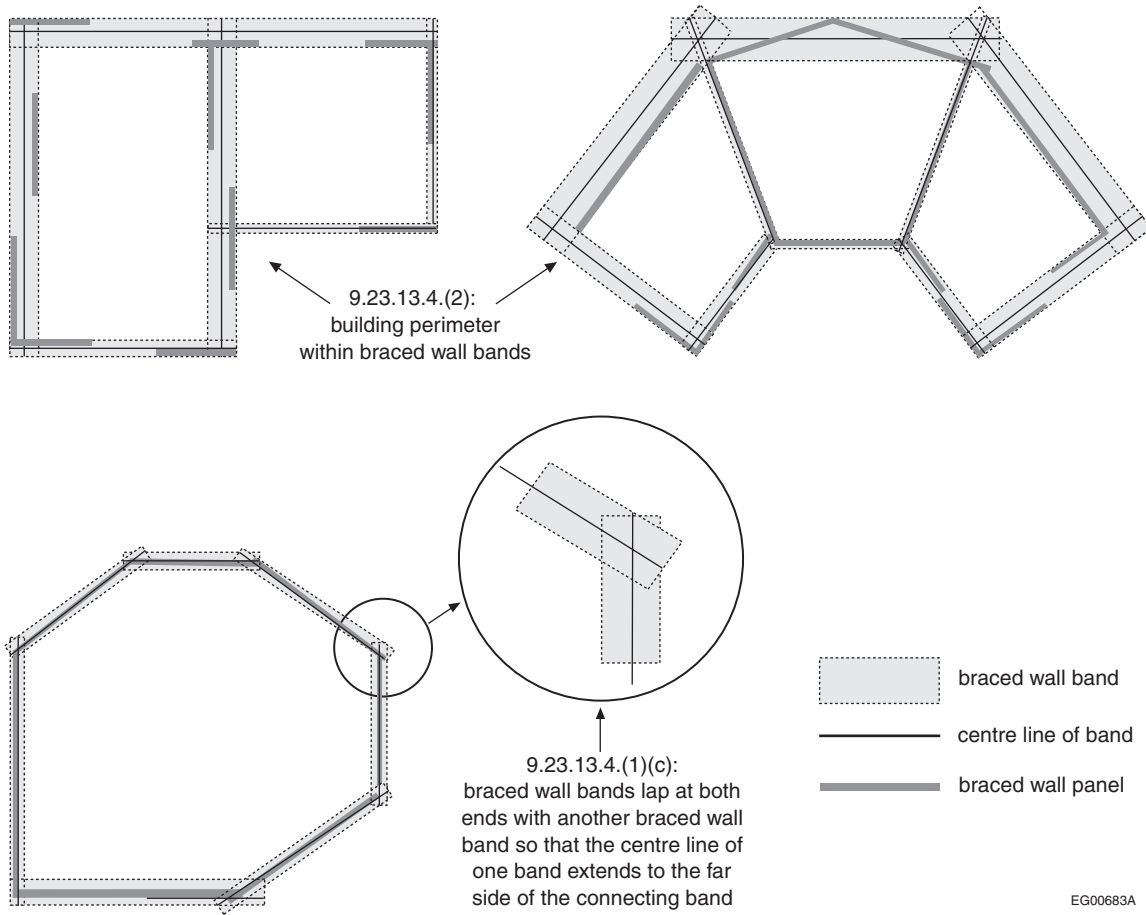 9.23.13.4.(2):
building perimeter
within braced wall bands
9.23.13.4.(1)(c):
braced wall bands lap at both
ends with another braced wall
band so that the centre line of
one band extends to the far
side of the connecting band
braced wall band
centre line of band
braced wall panel
EG00683A